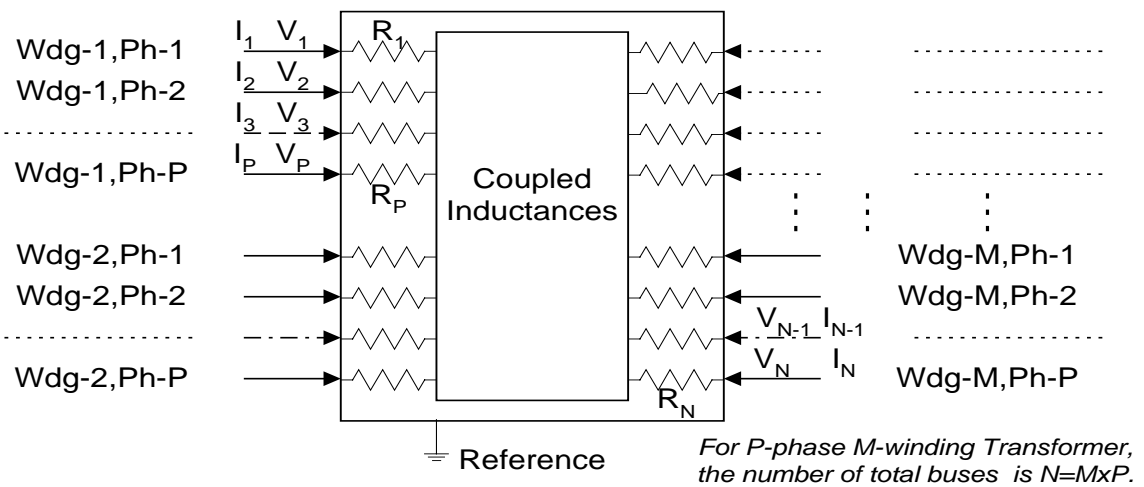 Wdg-1,Ph-1 I1 V1 R1
Wdg-1,Ph-2 I2 V2
I3 V3
Wdg-1,Ph-P IP VP RP
Coupled
Inductances
Wdg-2,Ph-1 Wdg-M,Ph-1
Wdg-2,Ph-2 Wdg-M,Ph-2
VN-1 IN-1
Wdg-2,Ph-P VN IN Wdg-M,Ph-P
RN
Reference
For P-phase M-winding Transformer,
the number of total buses is N=MxP.